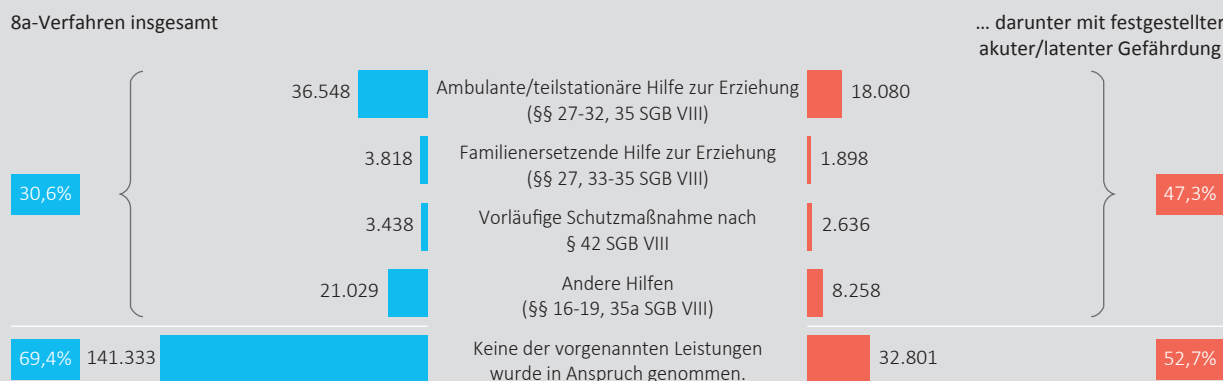 8a-Verfahren insgesamt
... darunter mit festgestellter
akuter/latenter Gefährdung
36.548 Ambulante/teilstationäre Hilfe zur Erziehung 18.080
(§§ 27-32, 35 SGB VIII)
3.818 Familienersetzende Hilfe zur Erziehung 1.898
(§§ 27, 33-35 SGB VIII)
30,6% 47,3%
3.438 Vorläufige Schutzmaßnahme nach 2.636
§ 42 SGB VIII
21.029 Andere Hilfen 8.258
(§§ 16-19, 35a SGB VIII)
69,4% 141.333 Keine der vorgenannten Leistungen 32.801 52,7%
wurde in Anspruch genommen.